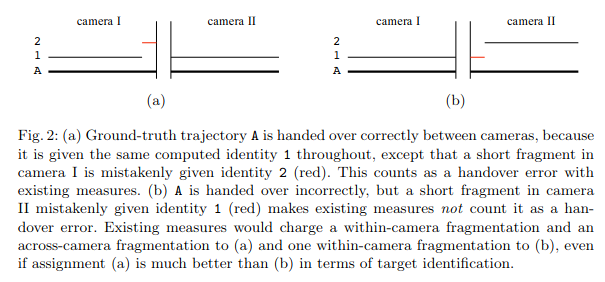 camera I camera II camera I camera II
2 2
1 1
A A
(a) (b)
Fig. 2: (a) Ground-truth trajectory A is handed over correctly between cameras, because
it is given the same computed identity 1 throughout, except that a short fragment in
camera I is mistakenly given identity 2 (red). This counts as a handover error with
existing measures. (b) A is handed over incorrectly, but a short fragment in camera
II mistakenly given identity 1 (red) makes existing measures not count it as a han-
dover error. Existing measures would charge a within-camera fragmentation and an
across-camera fragmentation to (a) and one within-camera fragmentation to (b), even
if assignment (a) is much better than (b) in terms of target identification.